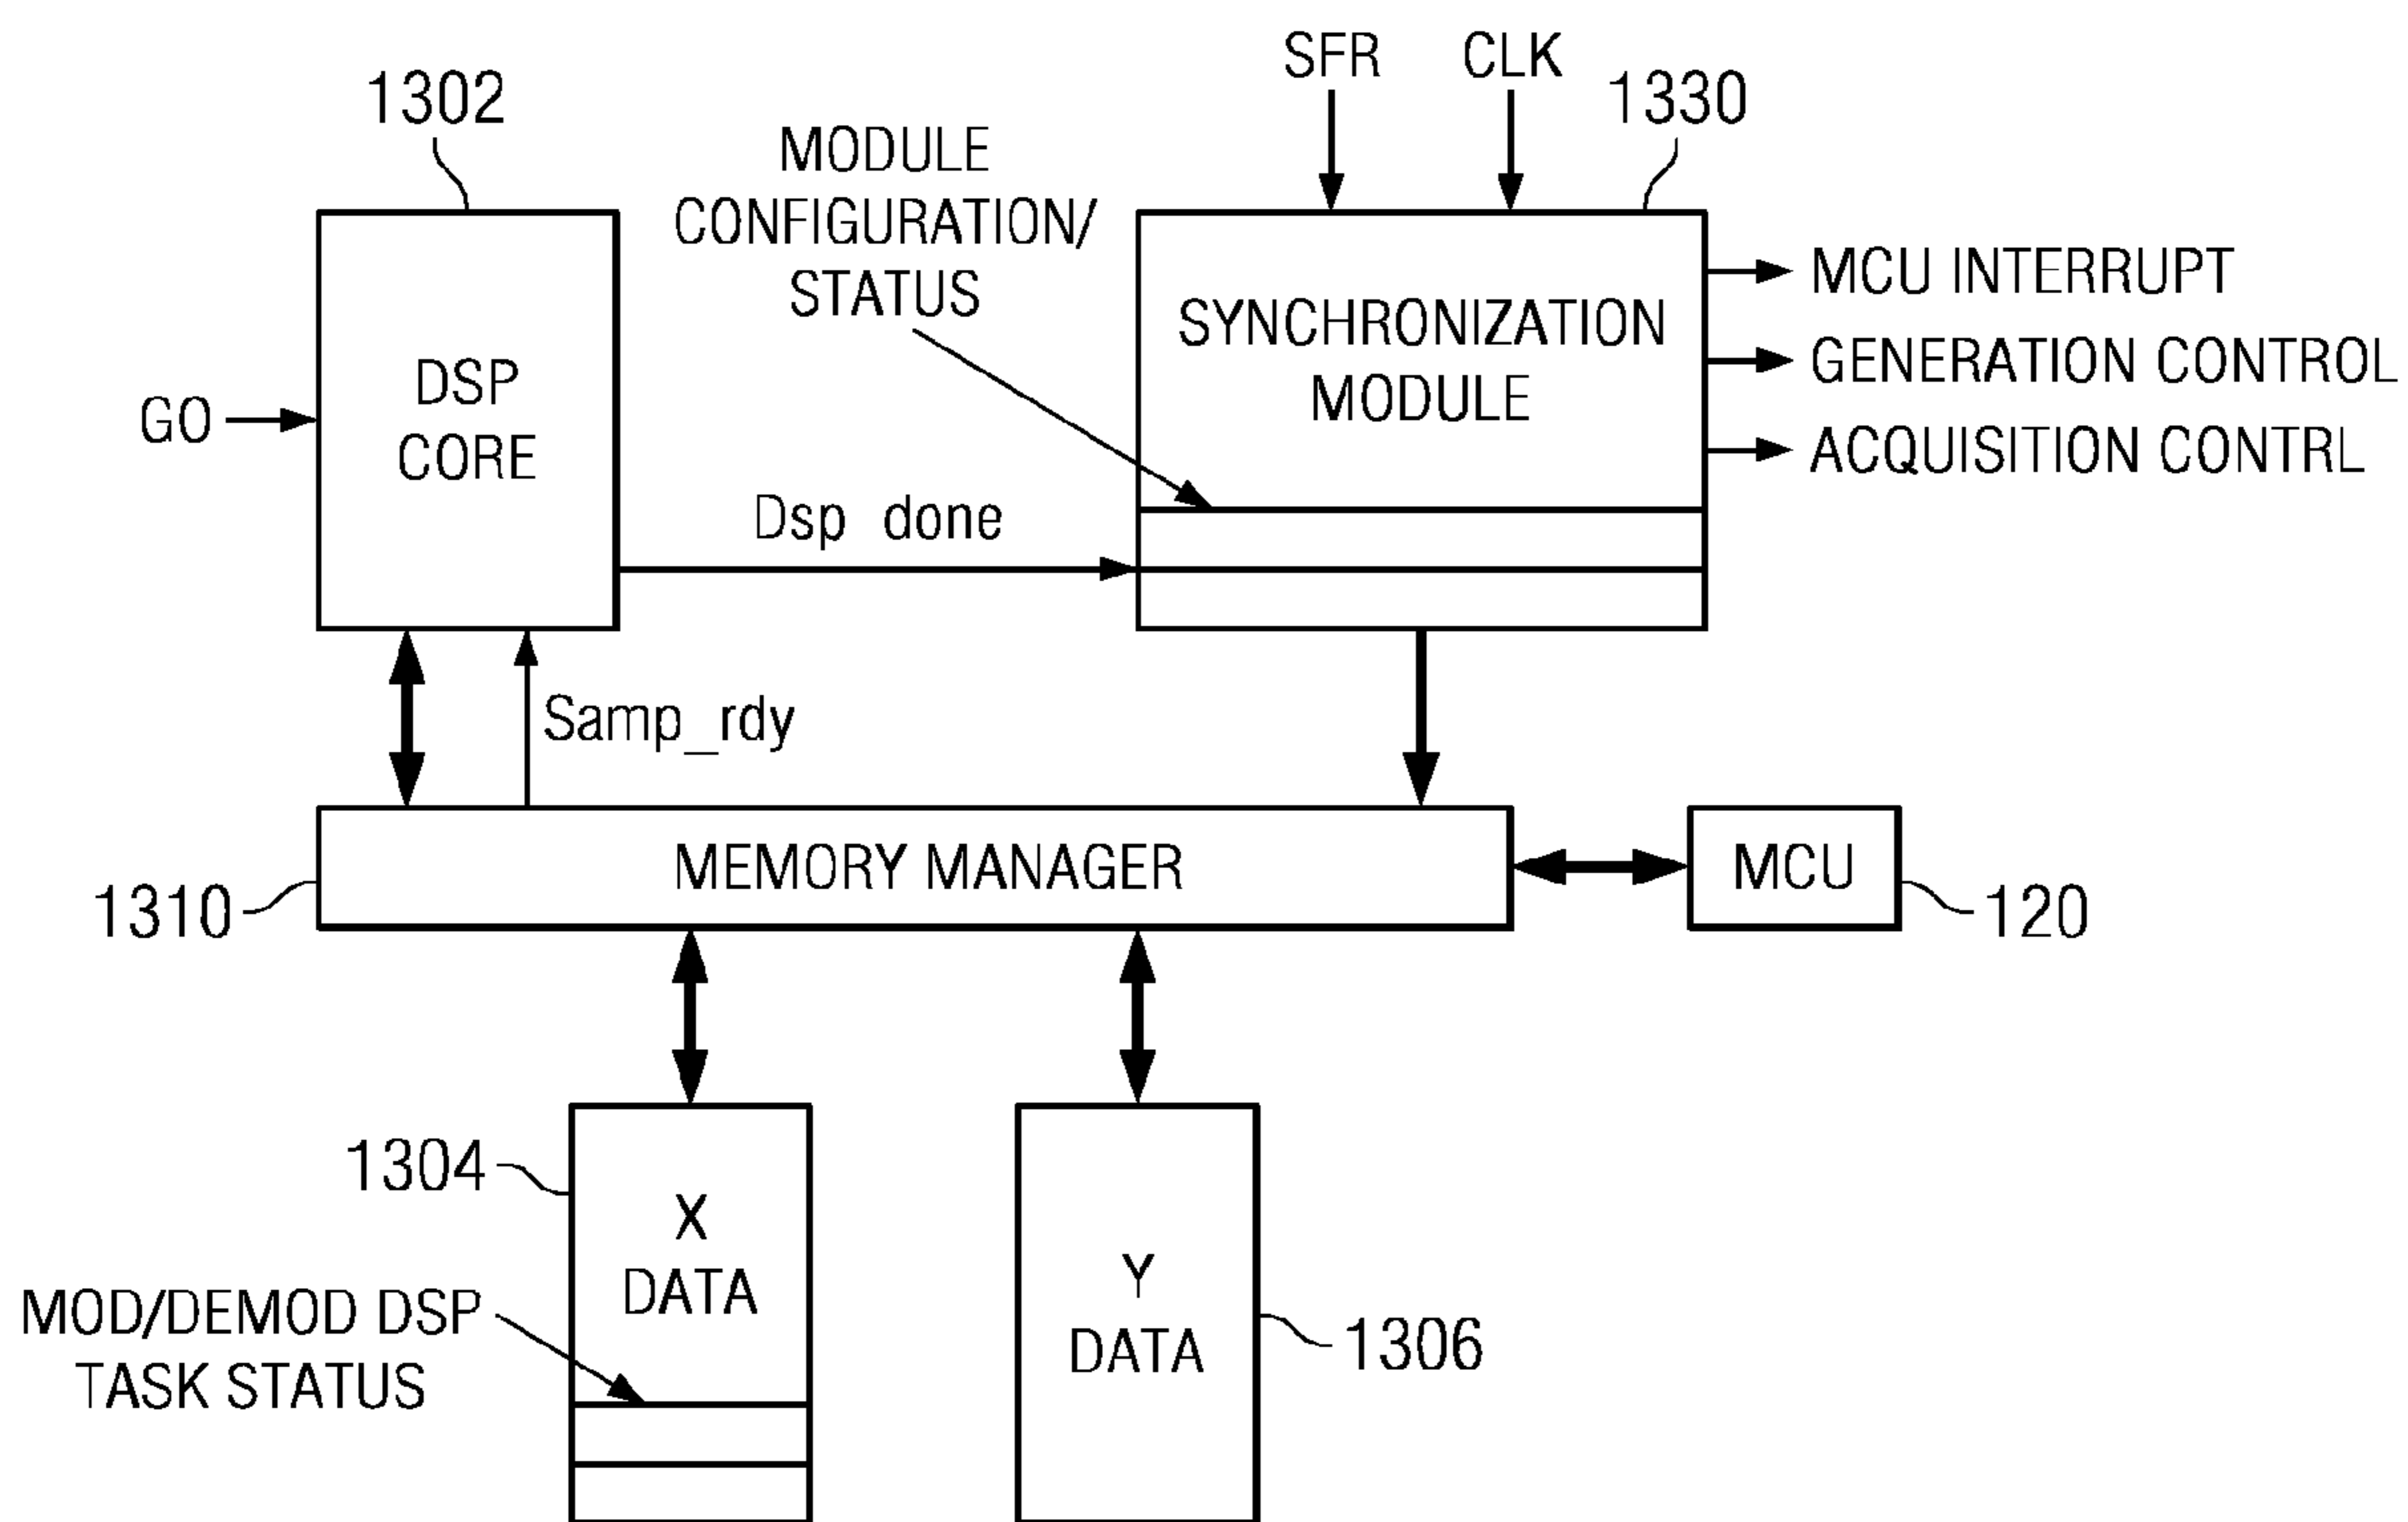 SFR
CLK
1302
1330
MODULE
CONFIGURATION/
STATUS
MCU INTERRUPT
SYNCHRONIZATION
MODULE
GENERATION CONTROL
DSP
CORE
GO
ACQUISITION CONTRL
Dsp done
Samp_rdy
MEMORY MANAGER
MCU
1310
120
1304
X
DATA
Y
DATA
MOD/DEMOD DSP
TASK STATUS
1306